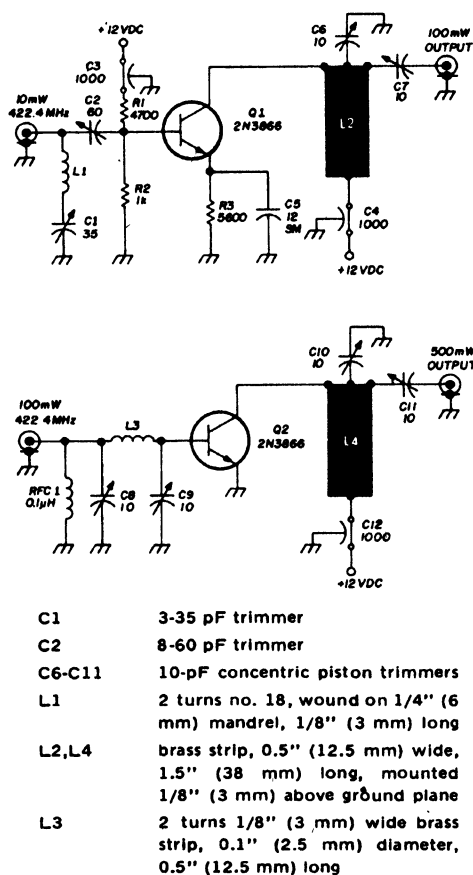 +12VDC
C3
1000
10mW
422.4 MHz
C2
60
R1
4700
L1
C1
35
R2
1k
Q1
2N3866
R3
5600
C5
12
SM
C6
10
100mW
OUTPUT
C7
10
L2
C4
1000
+12VDC
100mW
422.4 MHz
L3
RFC 1
0.1μH
C8
10
C9
10
Q2
2N3866
C10
10
500mW
OUTPUT
C11
10
L4
C12
1000
+12VDC
C1 3-35 pF trimmer
C2 8-60 pF trimmer
C6-C11 10-pF concentric piston trimmers
L1 2 turns no. 18, wound on 1/4" (6
mm) mandrel, 1/8" (3 mm) long
L2,L4 brass strip, 0.5" (12.5 mm) wide,
1.5" (38 mm) long, mounted
1/8" (3 mm) above ground plane
L3 2 turns 1/8" (3 mm) wide brass
strip, 0.1" (2.5 mm) diameter,
0.5" (12.5 mm) long